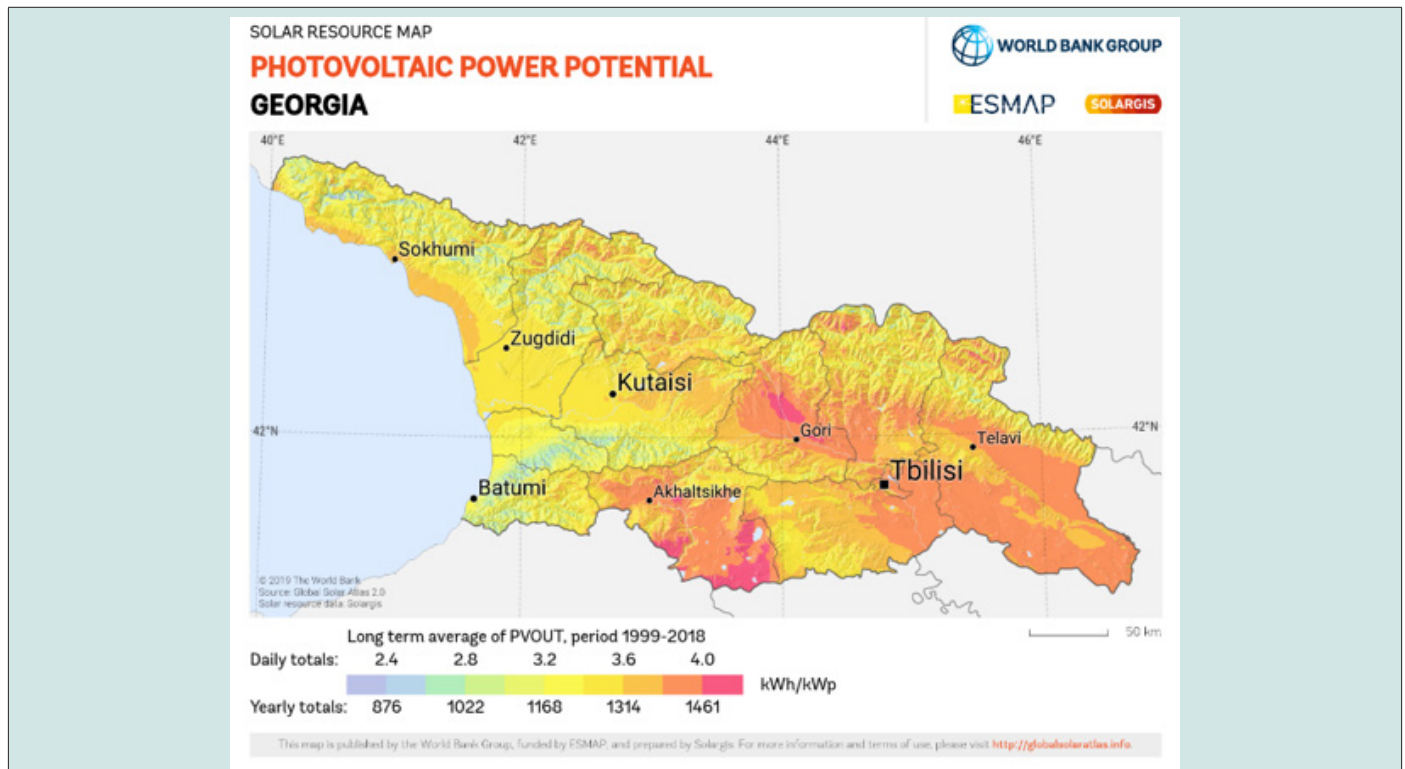 SOLAR RESOURCE MAP
PHOTOVOLTAIC POWER POTENTIAL
GEORGIA
WORLD BANK GROUP
ESMAP
SOLARGIS
40°E 42°E 44°E 46°E
Sokhumi
Zugdidi
Kutaisi
42°N
Gori
Telavi
42°N
Tbilisi
Batumi
Akhaltsikhe
© 2019 The World Bank
Source: Global Solar Atlas 2.0
Solar resource data: Solargis
Long term average of PVOUT, period 1999-2018
50 km
Daily totals: 2.4 2.8 3.2 3.6 4.0
kWh/kWp
Yearly totals: 876 1022 1168 1314 1461
This map is published by the World Bank Group, funded by ESMAP, and prepared by Solargis. For more information and terms of use, please visit http://globalsolaratlas.info.